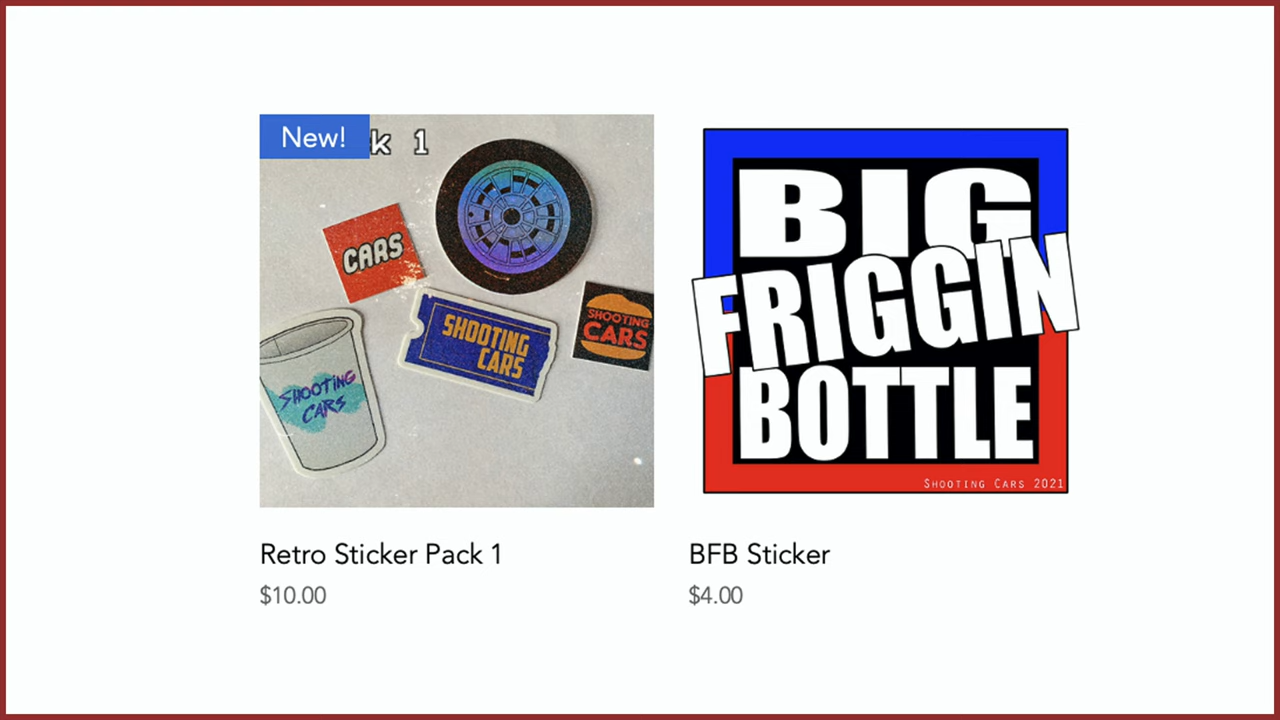 New!
k 1
CARS
SHOOTING
CARS
SHOOTING
CARS
SHOOTING
CARS
BIG
FRIGGIN
BOTTLE
SHOOTING CARS 2021
Retro Sticker Pack 1
$10.00
BFB Sticker
$4.00